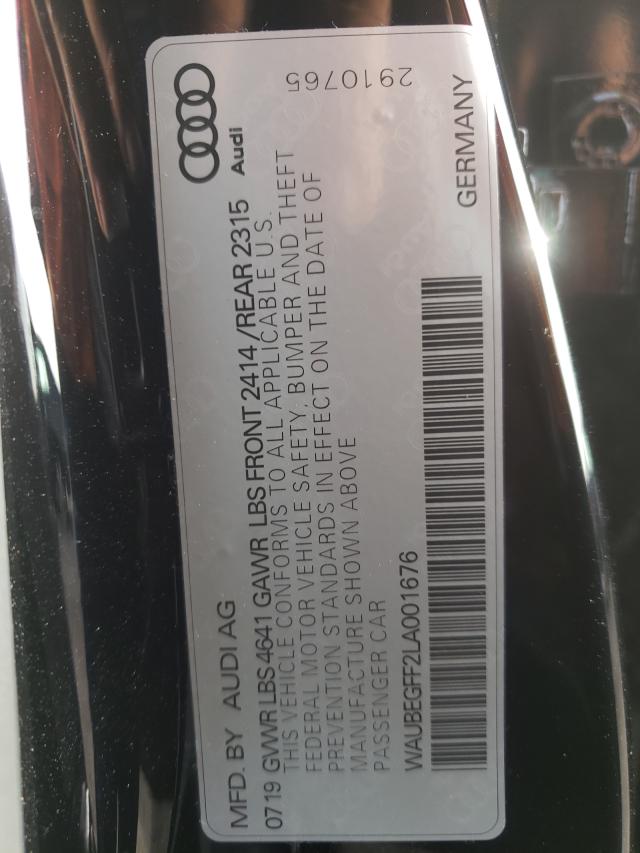 MFD. BY AUDI AG
Audi
0719 GVWR LBS 4641 GAWR LBS FRONT 2414 /REAR 2315
THIS VEHICLE CONFORMS TO ALL APPLICABLE U.S.
FEDERAL MOTOR VEHICLE SAFETY, BUMPER AND THEFT
PREVENTION STANDARDS IN EFFECT ON THE DATE OF
MANUFACTURE SHOWN ABOVE
PASSENGER CAR
2910765
WAUBEGFF2LA001676
GERMANY